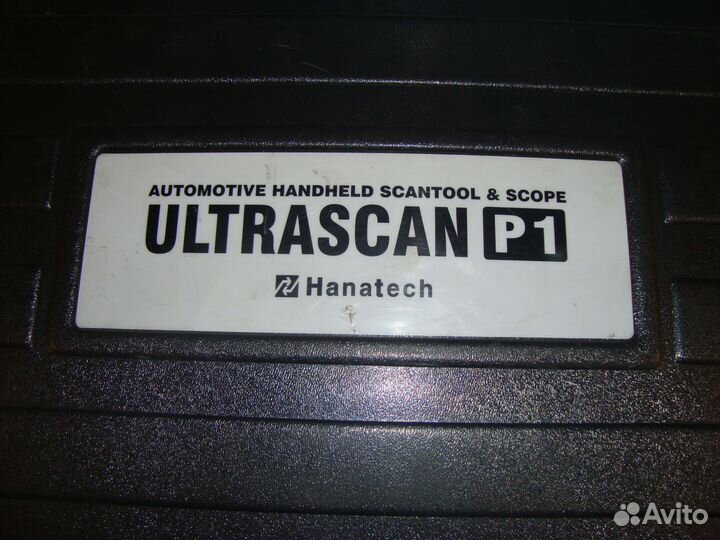 AUTOMOTIVE HANDHELD SCANTOOL & SCOPE
ULTRASCAN P1
Hanatech
Avito